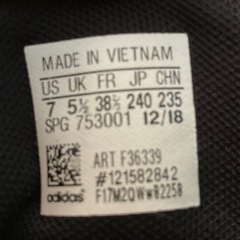 MADE IN VIETNAM
US UK FR JP CHN
7 5½ 38⅔ 240 235
SPG 753001 12/18
ART F36339
#121582842
adidas F17M2QWwB2258